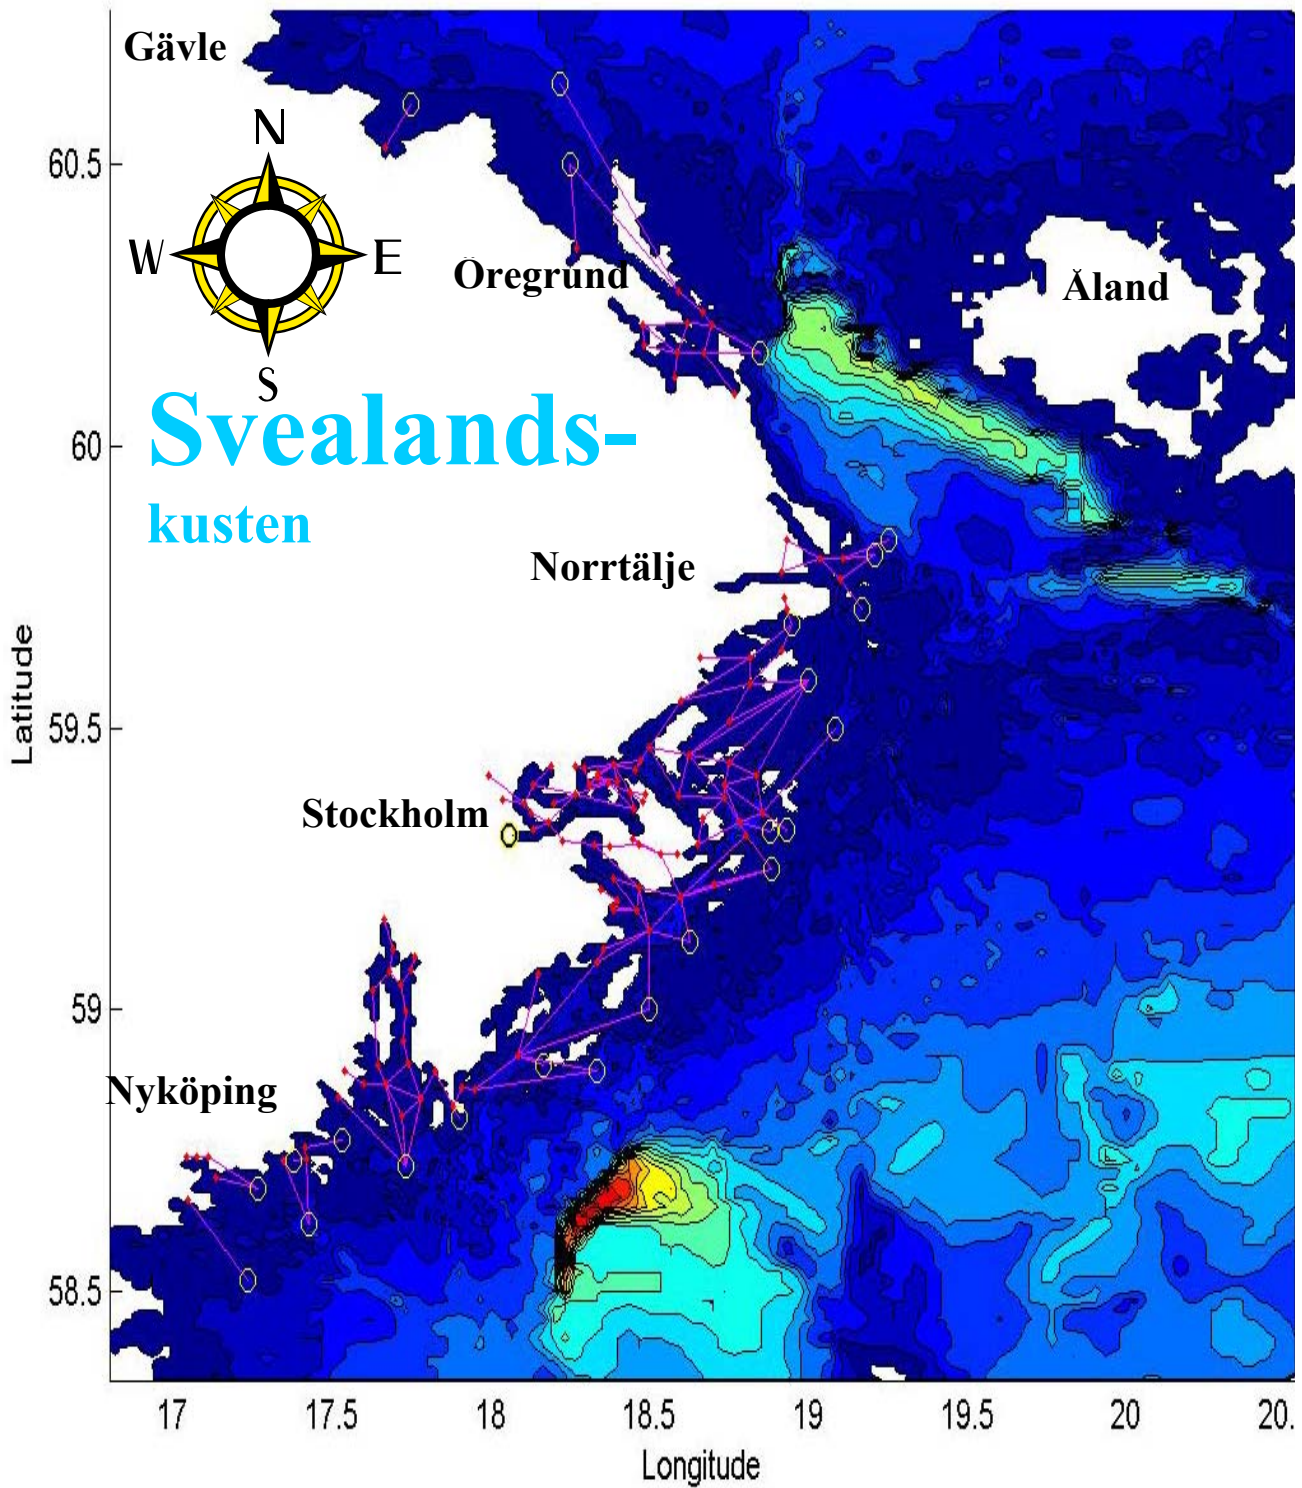 Gävle
N
60.5
W
E
Öregrund
Åland
S
Svealands-
60
kusten
Norrtälje
Latitude
59.5
Stockholm
59
Nyköping
58.5
17
17.5
18
18.5
19
19.5
20
20.
Longitude